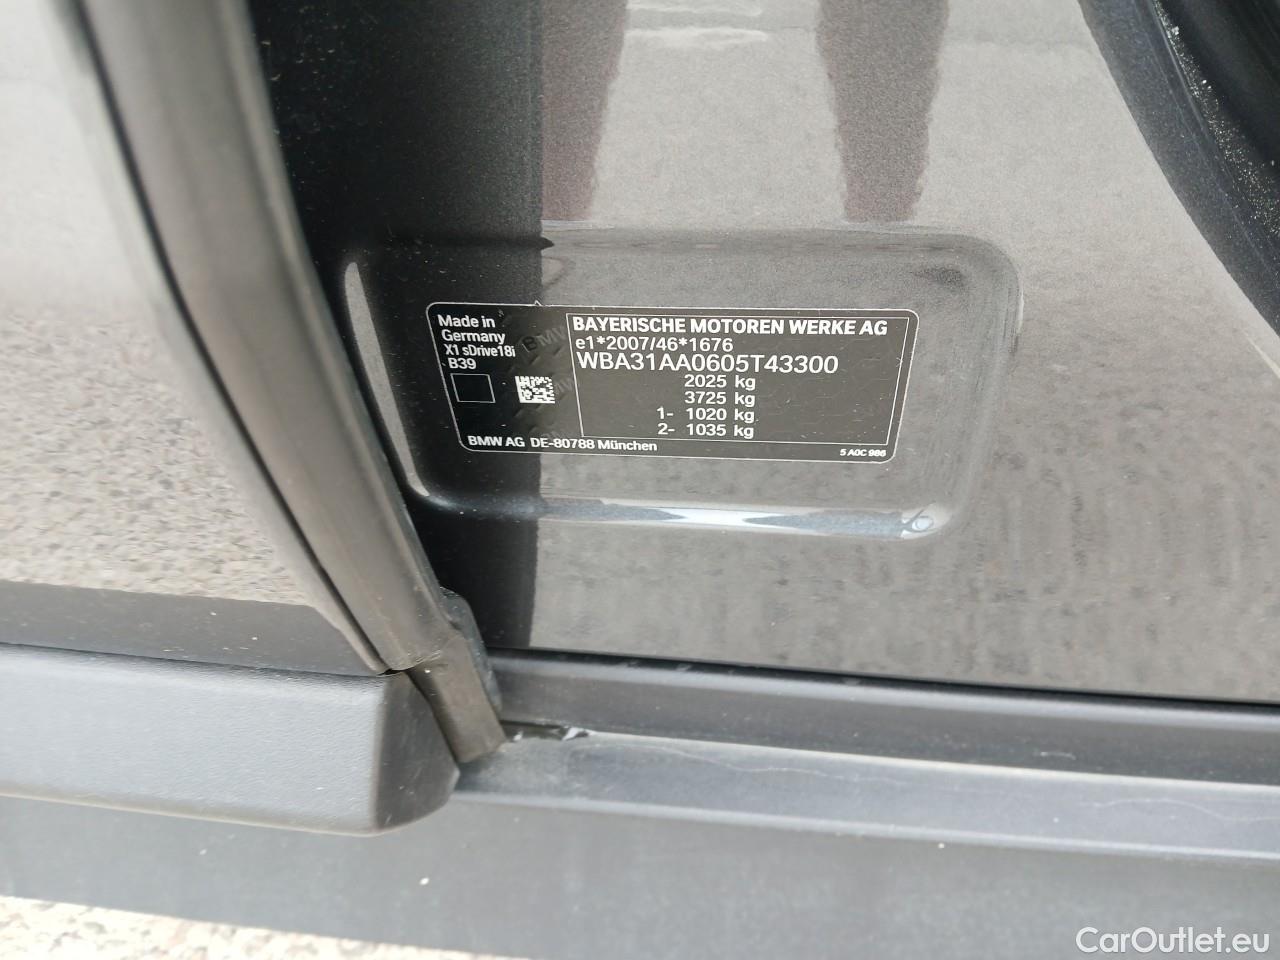 Made in
Germany
X1 sDrive18i
B39
BAYERISCHE MOTOREN WERKE AG
e1*2007/46*1676
WBA31AA0605T43300
2025 kg
3725 kg
1- 1020 kg
2- 1035 kg
BMW AG DE-80788 München
5 A0C 986
CarOutlet.eu